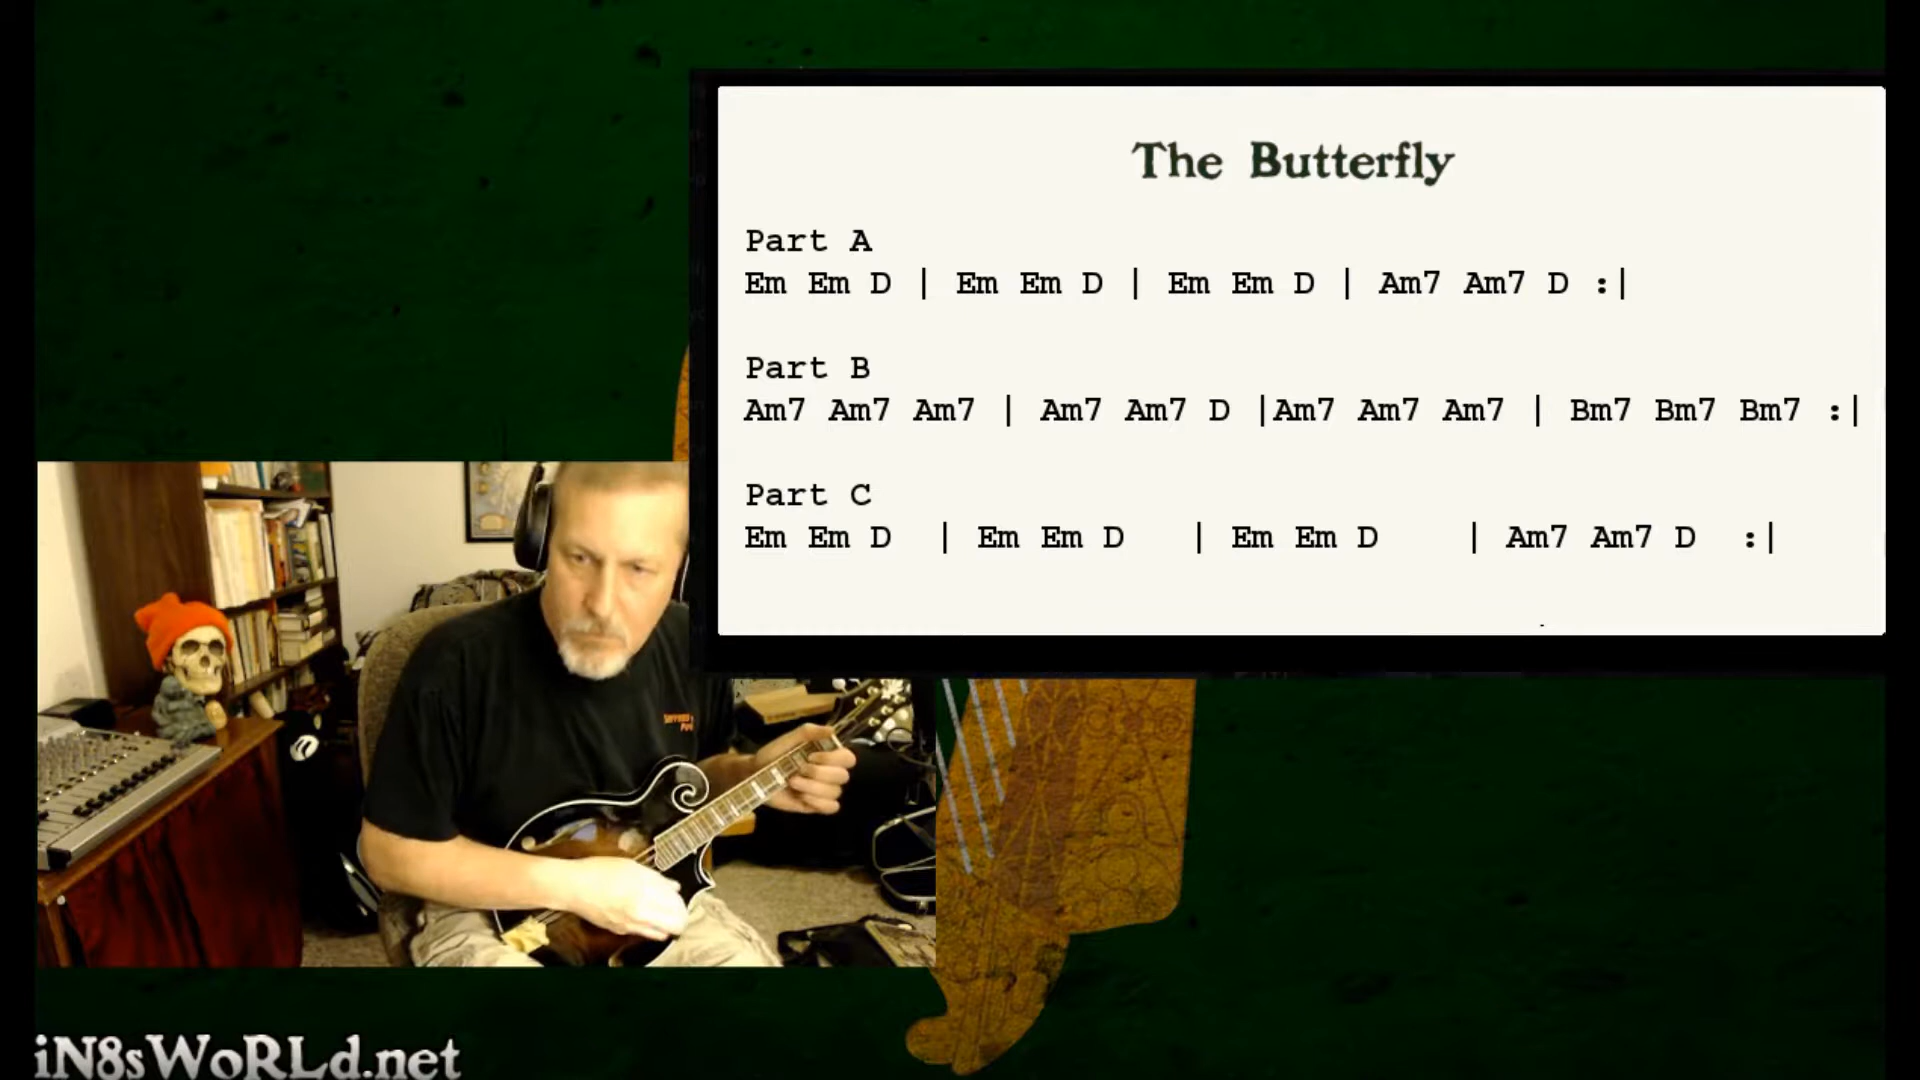 The Butterfly
Part A
Em Em D | Em Em D | Em Em D | Am7 Am7 D :|
Part B
Am7 Am7 Am7 | Am7 Am7 D |Am7 Am7 Am7 | Bm7 Bm7 Bm7 :|
Part C
Em Em D | Em Em D | Em Em D | Am7 Am7 D :|
iN8sWoRLd.net